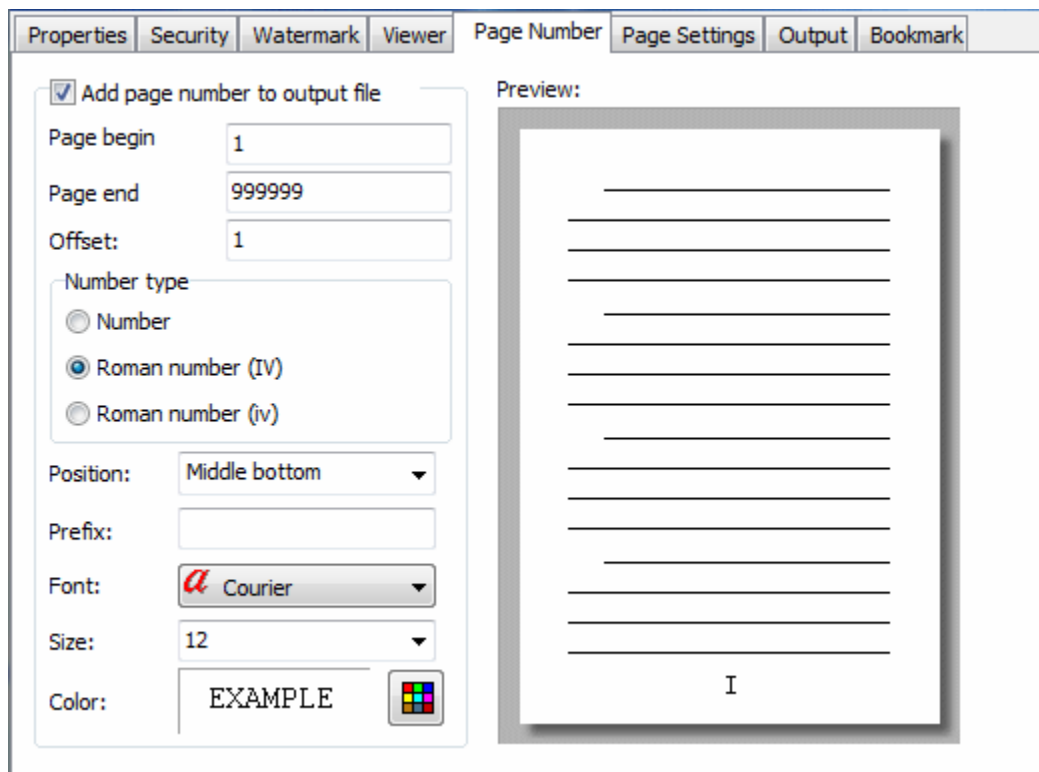 Properties Security Watermark Viewer Page Number Page Settings Output Bookmark
Add page number to output file
Page begin 1
Page end 999999
Offset: 1
Number type
Number
Roman number (IV)
Roman number (iv)
Position: Middle bottom
Prefix:
Font: a Courier
Size: 12
Color: EXAMPLE
Preview:
I